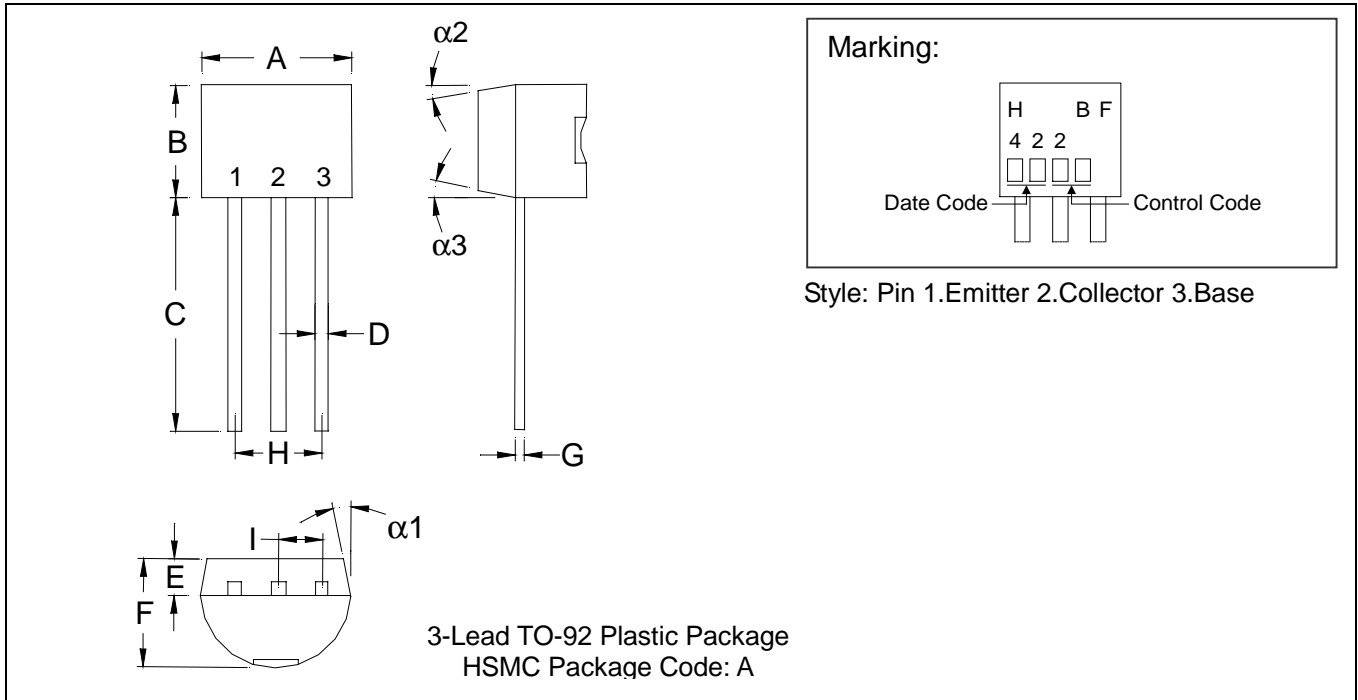 α2
A
B
1 2 3
α3
C
D
H
G
I
α1
E
F
3-Lead TO-92 Plastic Package
HSMC Package Code: A
Marking:
H B F
4 2 2
Date Code
Control Code
Style: Pin 1.Emitter 2.Collector 3.Base